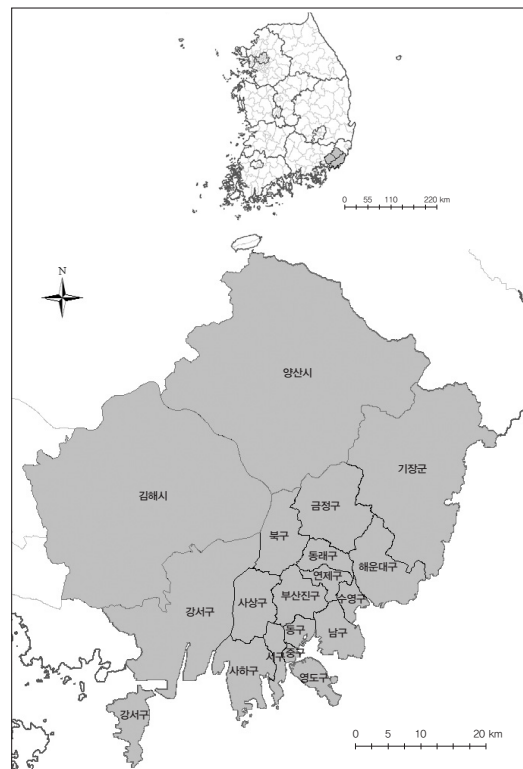 0 55 110 220 km
N
양산시
기장군
김해시
금정구
북구
동래구
해운대구
연제구
강서구
사상구
부산진구
수영구
동구
남구
서구
중구
사하구
영도구
강서구
0 5 10 20 km